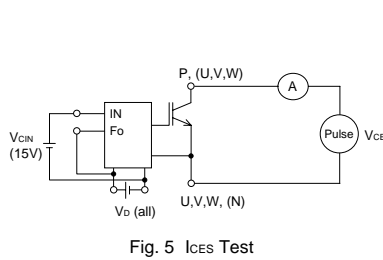 P, (U,V,W)
A
IN
Fo
VCIN
(15V)
Pulse
VCE
U,V,W, (N)
VD (all)
Fig. 5 ICES Test